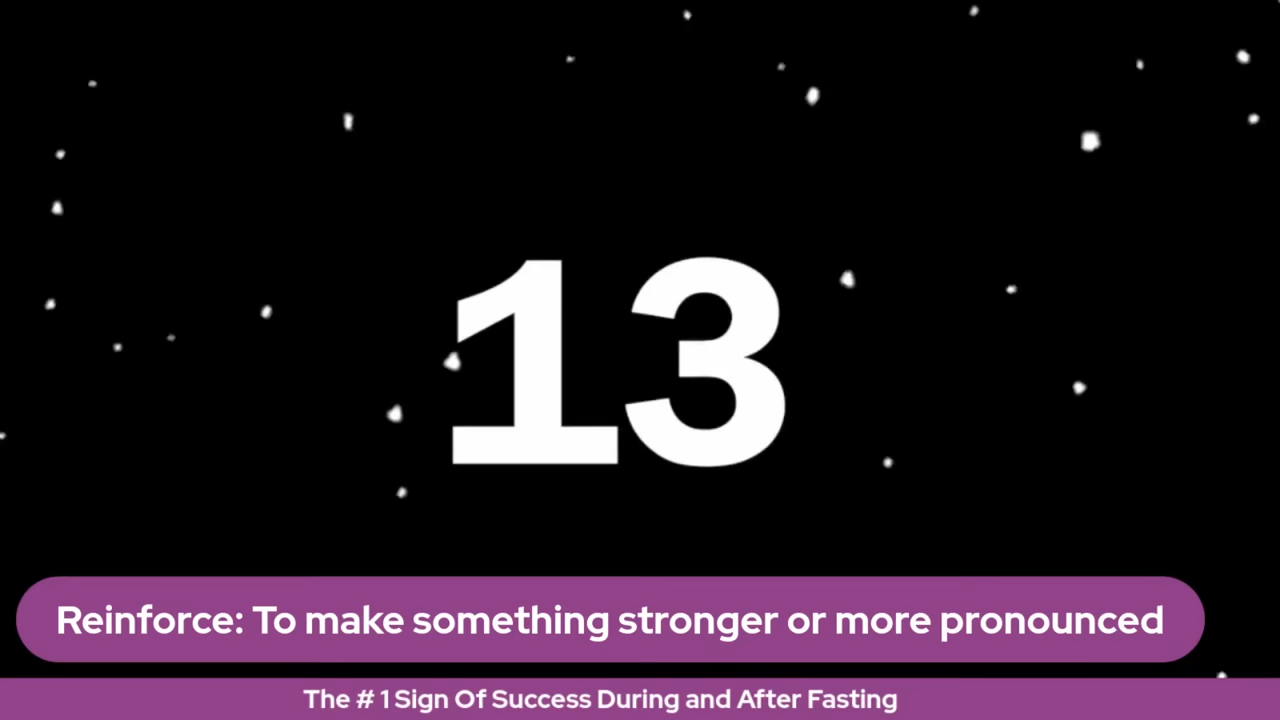 13
Reinforce: To make something stronger or more pronounced
The # 1 Sign Of Success During and After Fasting